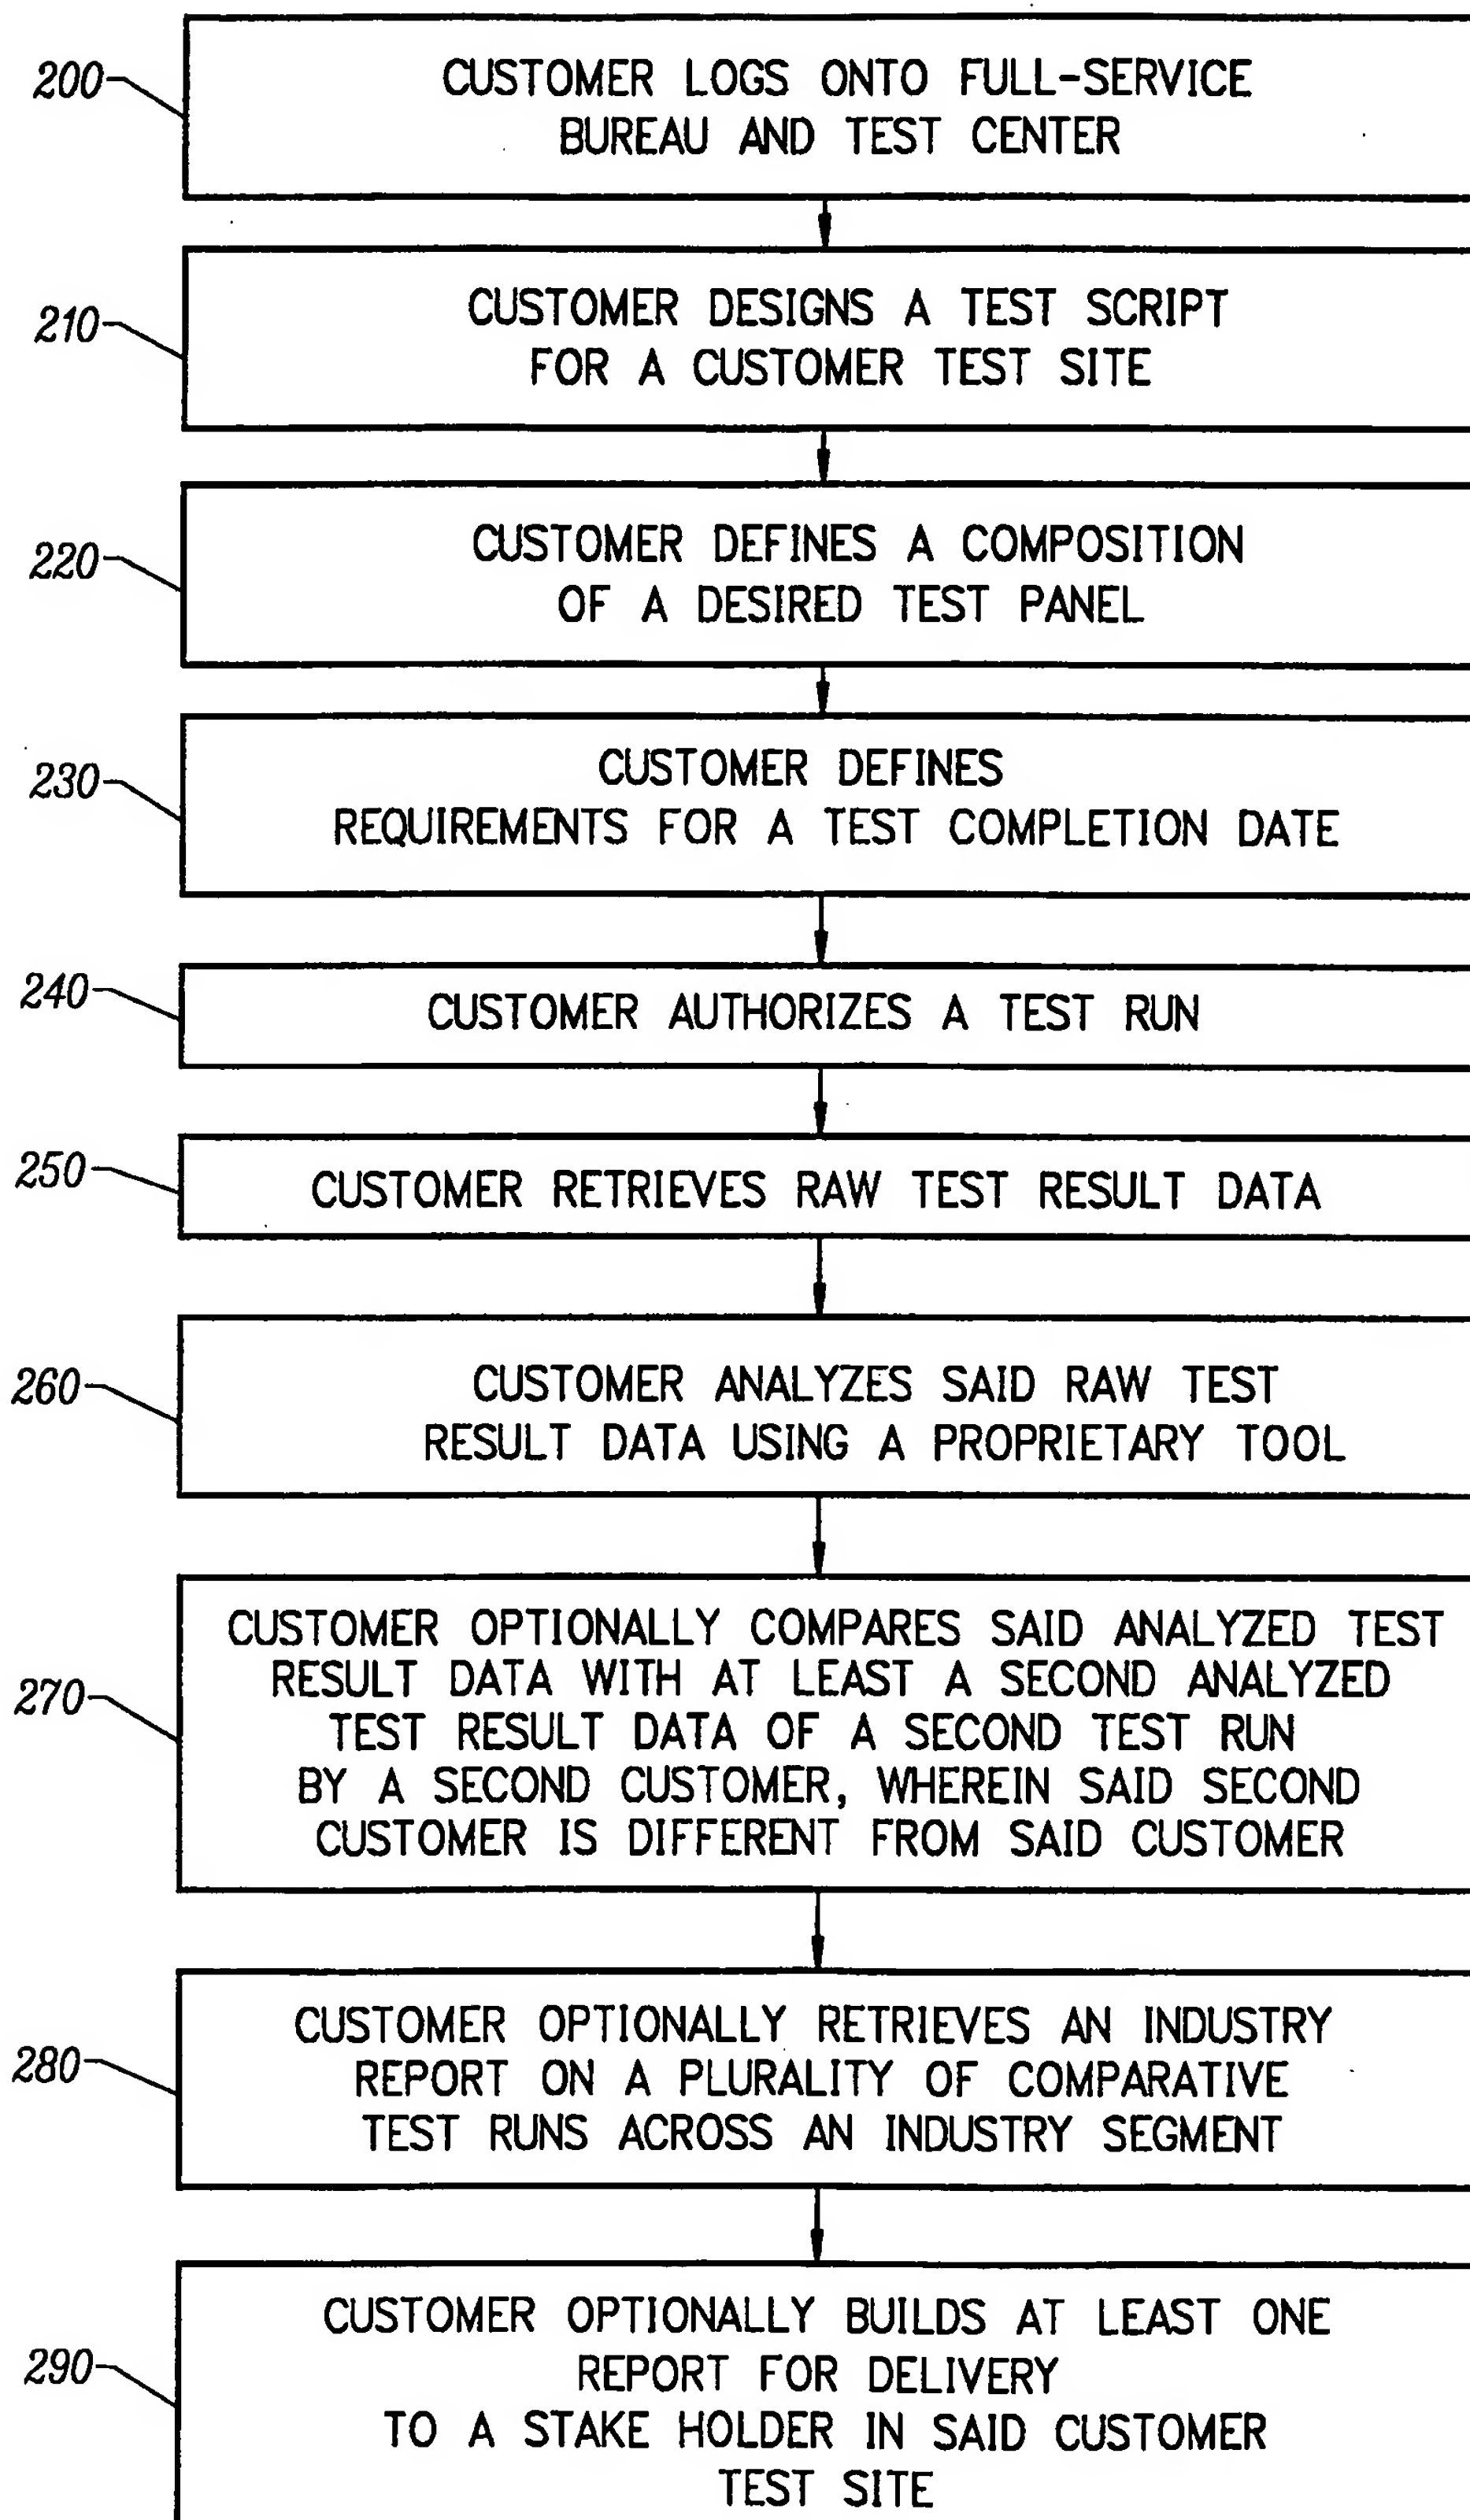 200
CUSTOMER LOGS ONTO FULL-SERVICE
BUREAU AND TEST CENTER
210
CUSTOMER DESIGNS A TEST SCRIPT
FOR A CUSTOMER TEST SITE
220
CUSTOMER DEFINES A COMPOSITION
OF A DESIRED TEST PANEL
230
CUSTOMER DEFINES
REQUIREMENTS FOR A TEST COMPLETION DATE
240
CUSTOMER AUTHORIZES A TEST RUN
250
CUSTOMER RETRIEVES RAW TEST RESULT DATA
260
CUSTOMER ANALYZES SAID RAW TEST
RESULT DATA USING A PROPRIETARY TOOL
270
CUSTOMER OPTIONALLY COMPARES SAID ANALYZED TEST
RESULT DATA WITH AT LEAST A SECOND ANALYZED
TEST RESULT DATA OF A SECOND TEST RUN
BY A SECOND CUSTOMER, WHEREIN SAID SECOND
CUSTOMER IS DIFFERENT FROM SAID CUSTOMER
280
CUSTOMER OPTIONALLY RETRIEVES AN INDUSTRY
REPORT ON A PLURALITY OF COMPARATIVE
TEST RUNS ACROSS AN INDUSTRY SEGMENT
290
CUSTOMER OPTIONALLY BUILDS AT LEAST ONE
REPORT FOR DELIVERY
TO A STAKE HOLDER IN SAID CUSTOMER
TEST SITE